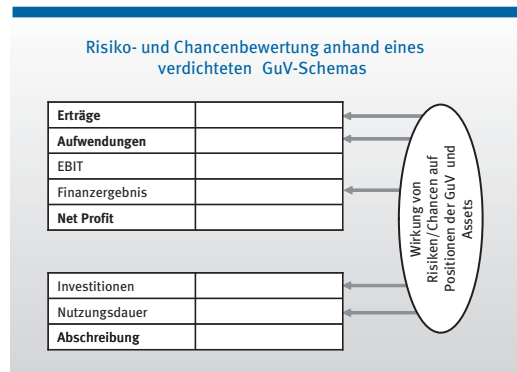 Risiko- und Chancenbewertung anhand eines
verdichteten GuV-Schemas
Erträge
Aufwendungen
EBIT
Finanzergebnis
Net Profit
Investitionen
Nutzungsdauer
Abschreibung
Wirkung von
Risiken/Chancen auf
Positionen der GuV und
Assets